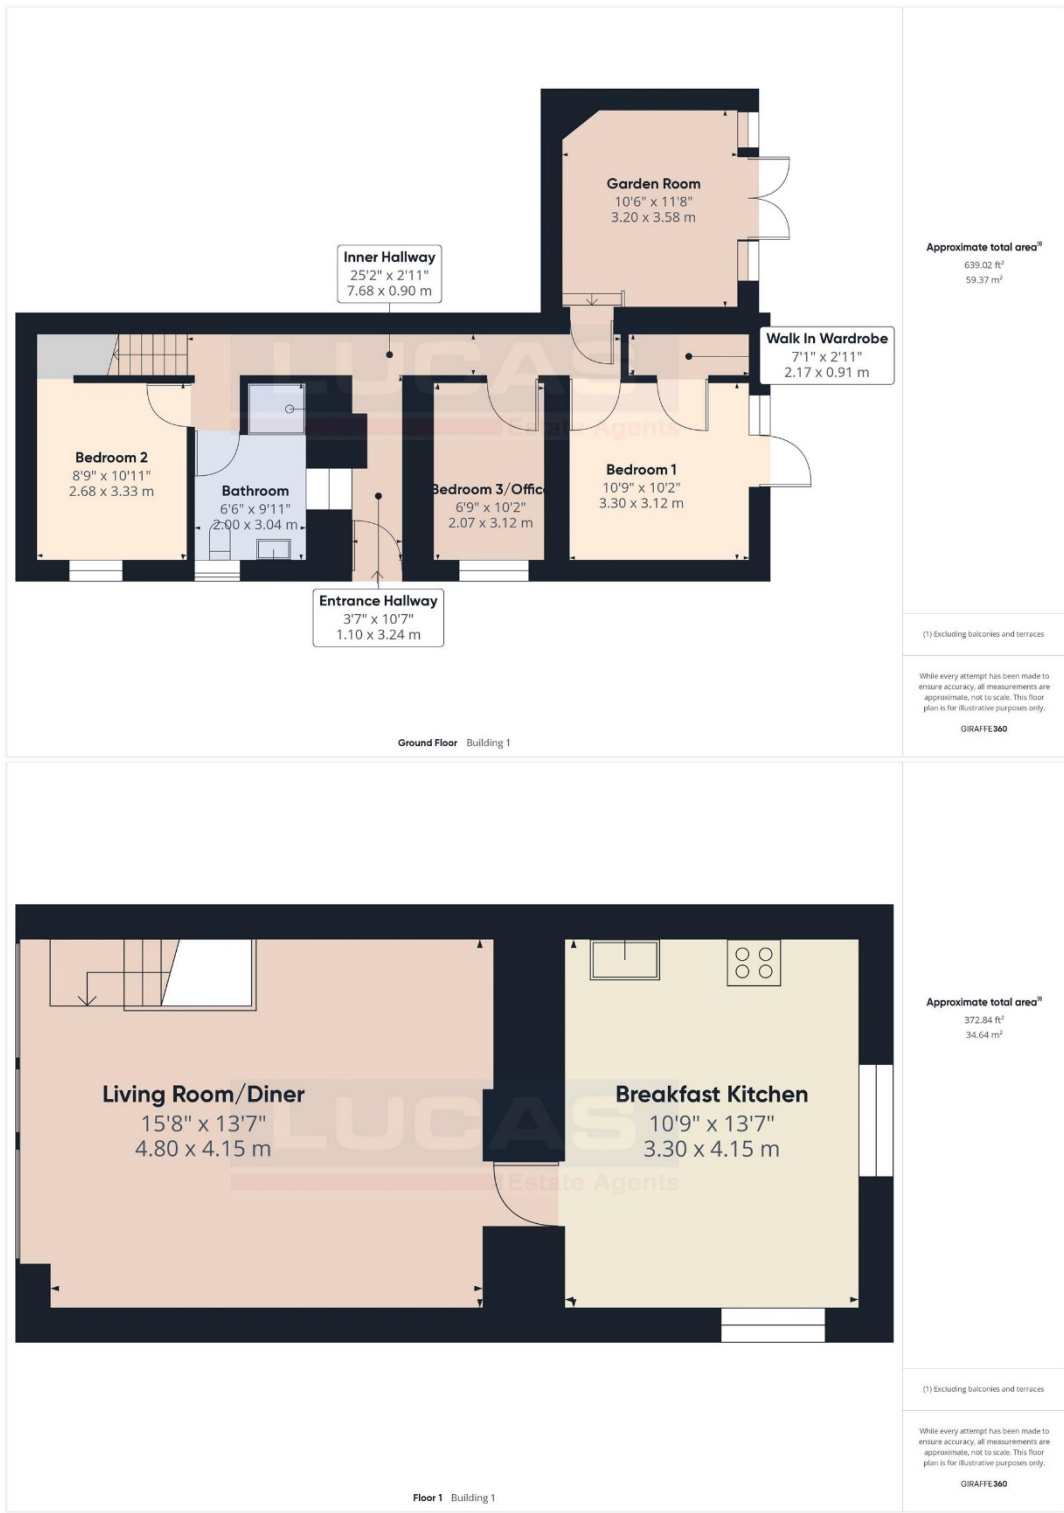 Garden Room
10'6" x 11'8"
3.20 x 3.58 m
Inner Hallway
25'2" x 2'11"
7.68 x 0.90 m
Walk In Wardrobe
7'1" x 2'11"
2.17 x 0.91 m
LUCAS
Estate Agents
Bedroom 2
8'9" x 10'11"
2.68 x 3.33 m
Bathroom
6'6" x 9'11"
2.00 x 3.04 m
Bedroom 3/Offic
6'9" x 10'2"
2.07 x 3.12 m
Bedroom 1
10'9" x 10'2"
3.30 x 3.12 m
Entrance Hallway
3'7" x 10'7"
1.10 x 3.24 m
Ground Floor Building 1
Approximate total area⁽¹⁾
639.02 ft²
59.37 m²
(1) Excluding balconies and terraces
While every attempt has been made to
ensure accuracy, all measurements are
approximate, not to scale. This floor
plan is for illustrative purposes only.
GIRAFFE360
Living Room/Diner
15'8" x 13'7"
4.80 x 4.15 m
Breakfast Kitchen
10'9" x 13'7"
3.30 x 4.15 m
LUCAS
Estate Agents
Floor 1 Building 1
Approximate total area⁽¹⁾
372.84 ft²
34.64 m²
(1) Excluding balconies and terraces
While every attempt has been made to
ensure accuracy, all measurements are
approximate, not to scale. This floor
plan is for illustrative purposes only.
GIRAFFE360